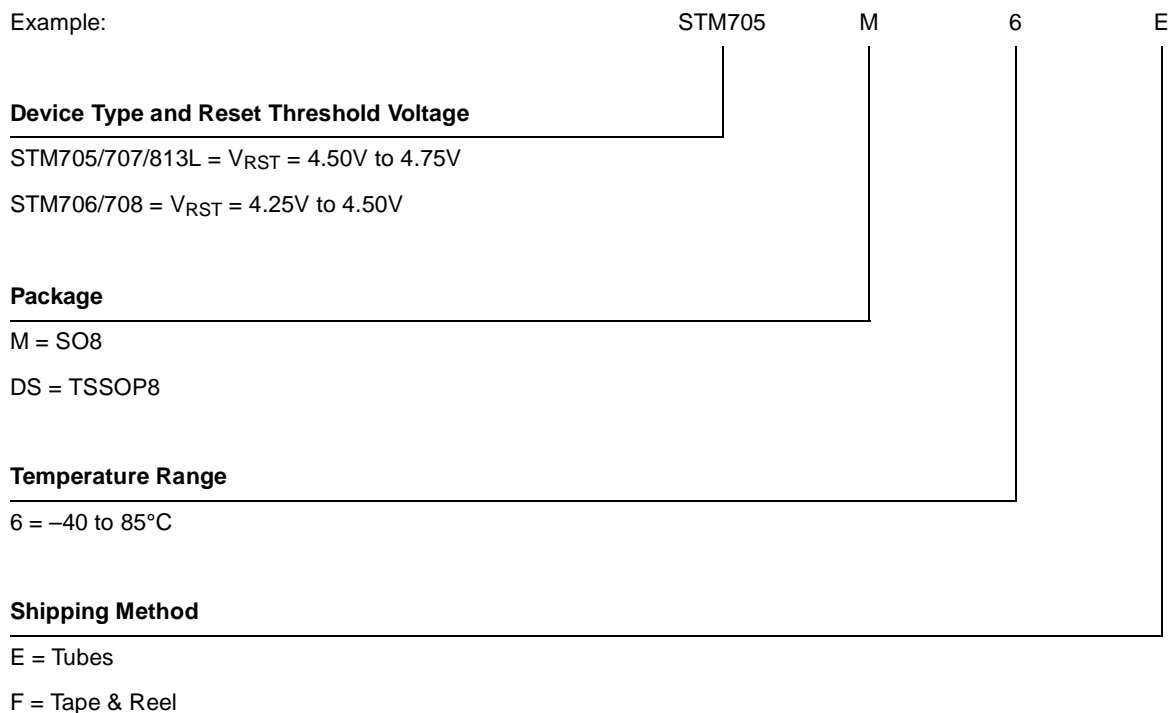 Example: STM705 M 6 E
Device Type and Reset Threshold Voltage
STM705/707/813L = VRST = 4.50V to 4.75V
STM706/708 = VRST = 4.25V to 4.50V
Package
M = SO8
DS = TSSOP8
Temperature Range
6 = –40 to 85°C
Shipping Method
E = Tubes
F = Tape & Reel